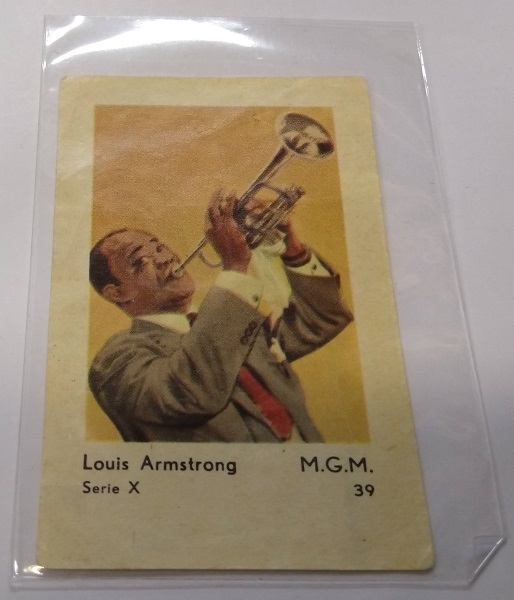 Louis Armstrong M.G.M.
Serie X 39